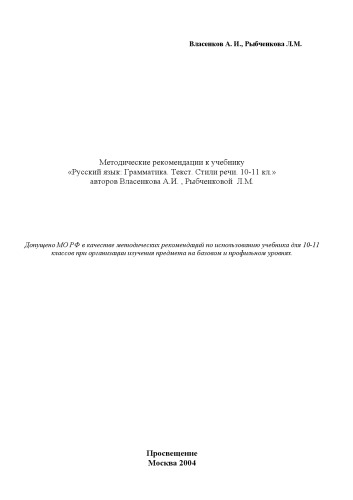 Власенков А. И., Рыбченкова Л.М.
Методические рекомендации к учебнику
«Русский язык: Грамматика. Текст. Стили речи. 10-11 кл.»
авторов Власенкова А.И. , Рыбченковой Л.М.
Допущено МО РФ в качестве методических рекомендаций по использованию учебника для 10-11
классов при организации изучения предмета на базовом и профильном уровнях.
Просвещение
Москва 2004